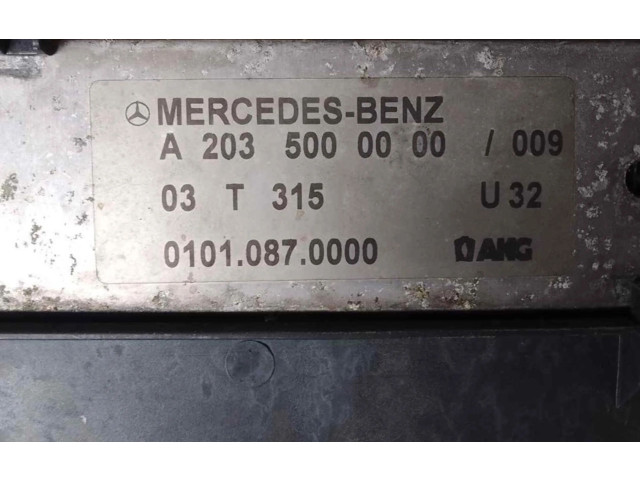 MERCEDES-BENZ
A 203 500 00 00 / 009
03 T 315 U 32
0101.087.0000 AKG